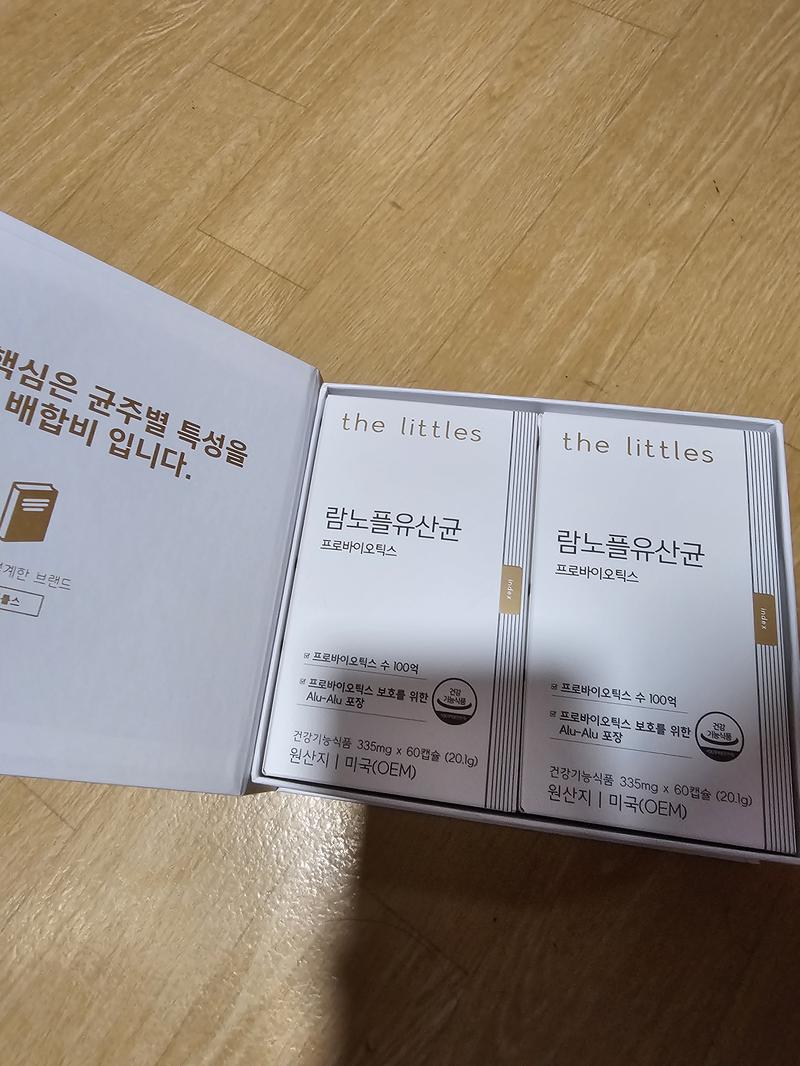 핵심은 균주별 특성을
배합비 입니다.
계한 브랜드
틀스
the littles
람노플유산균
프로바이오틱스
index
프로바이오틱스 수 100억
프로바이오틱스 보호를 위한
Alu-Alu 포장
건강
기능식품
건강기능식품 335mg x 60캡슐 (20.1g)
원산지 | 미국(OEM)
the littles
람노플유산균
프로바이오틱스
index
프로바이오틱스 수 100억
프로바이오틱스 보호를 위한
Alu-Alu 포장
건강
기능식품
건강기능식품 335mg x 60캡슐 (20.1g)
원산지 | 미국(OEM)